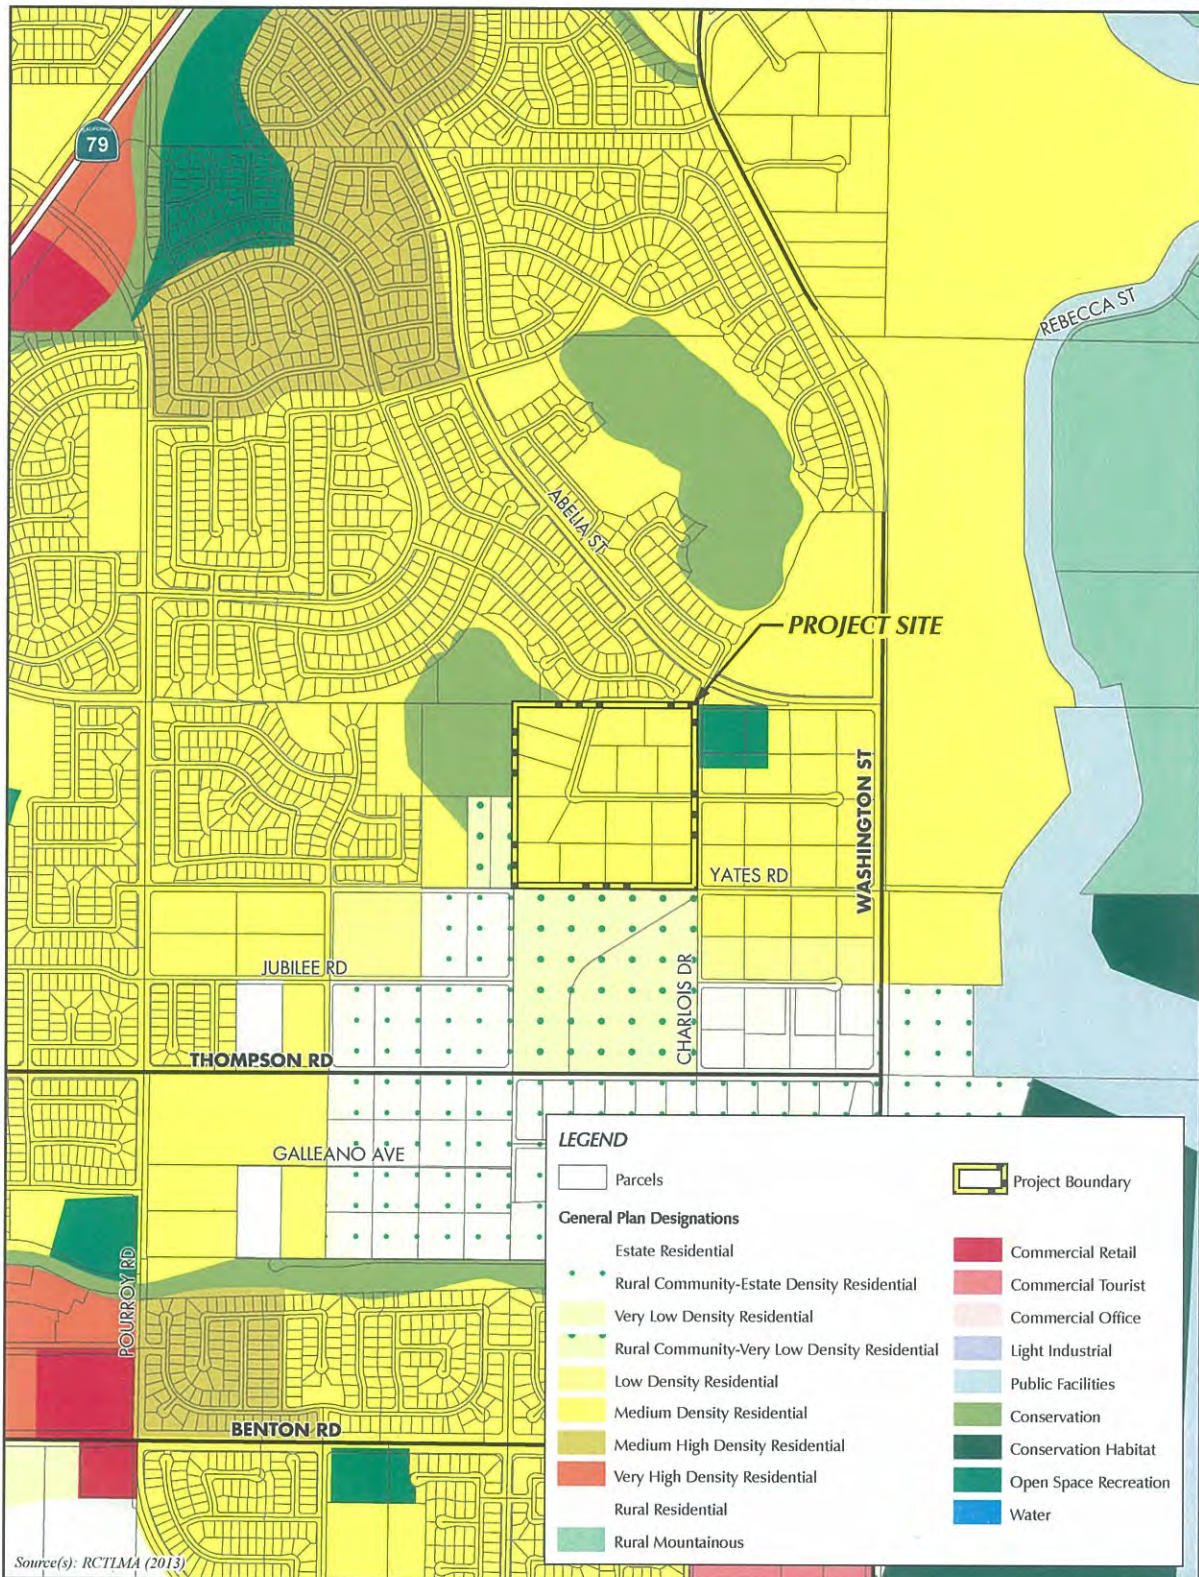 CALIFORNIA
79
REBECCA ST
ABELIA ST
PROJECT SITE
WASHINGTON ST
YATES RD
JUBILEE RD
CHARLOIS DR
THOMPSON RD
GALLEANO AVE
POURROY RD
BENTON RD
LEGEND
Parcels
Project Boundary
General Plan Designations
Estate Residential
Rural Community-Estate Density Residential
Very Low Density Residential
Rural Community-Very Low Density Residential
Low Density Residential
Medium Density Residential
Medium High Density Residential
Very High Density Residential
Rural Residential
Rural Mountainous
Commercial Retail
Commercial Tourist
Commercial Office
Light Industrial
Public Facilities
Conservation
Conservation Habitat
Open Space Recreation
Water
Source(s): RCTLMA (2013)